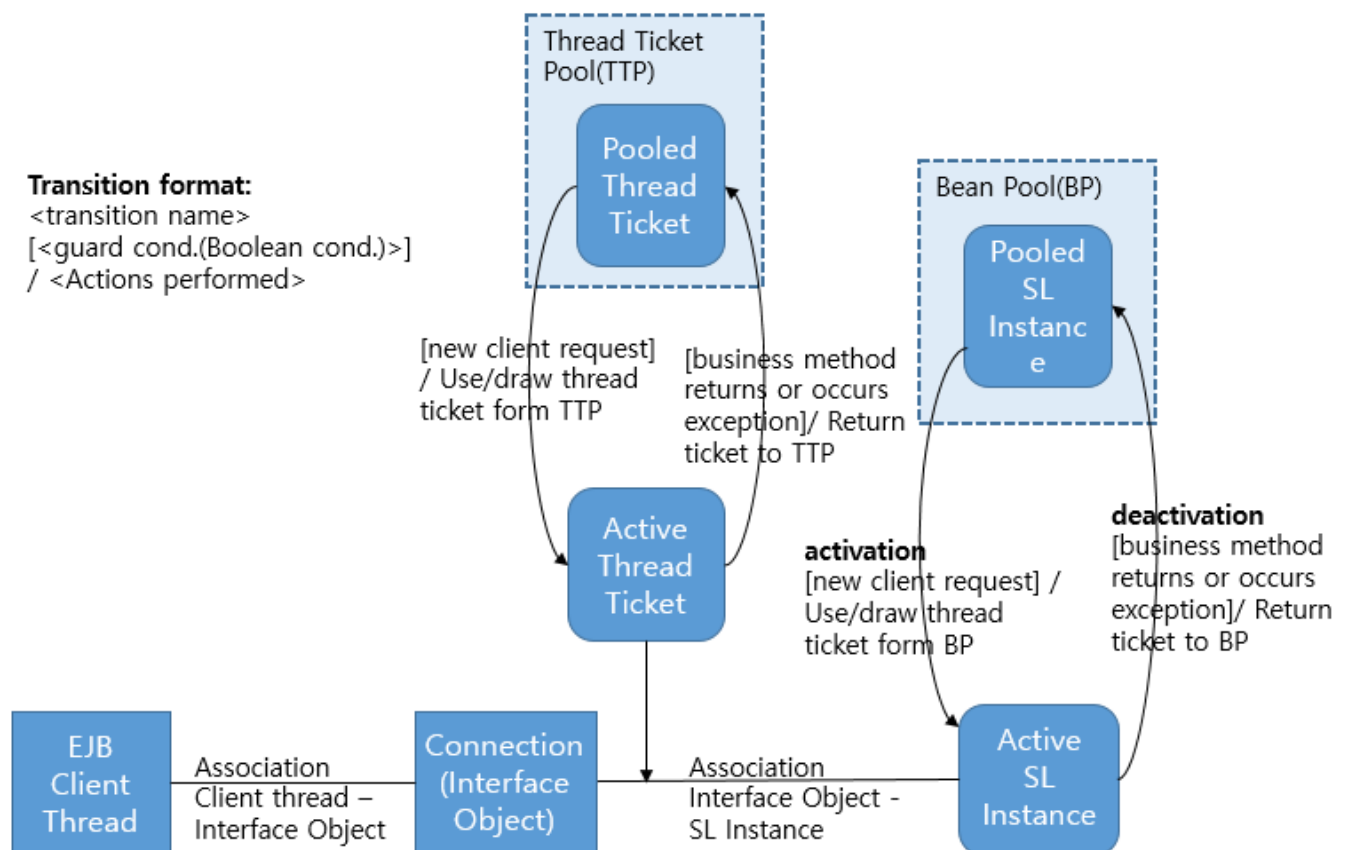 Thread Ticket
Pool(TTP)
Pooled
Thread
Ticket
Transition format:
<transition name>
[<guard cond.(Boolean cond.)>]
/ <Actions performed>
Bean Pool(BP)
Pooled
SL
Instanc
e
[new client request]
/ Use/draw thread
ticket form TTP
[business method
returns or occurs
exception]/ Return
ticket to TTP
Active
Thread
Ticket
activation
[new client request] /
Use/draw thread
ticket form BP
deactivation
[business method
returns or occurs
exception]/ Return
ticket to BP
EJB
Client
Thread
Association
Client thread –
Interface Object
Connection
(Interface
Object)
Association
Interface Object -
SL Instance
Active
SL
Instance